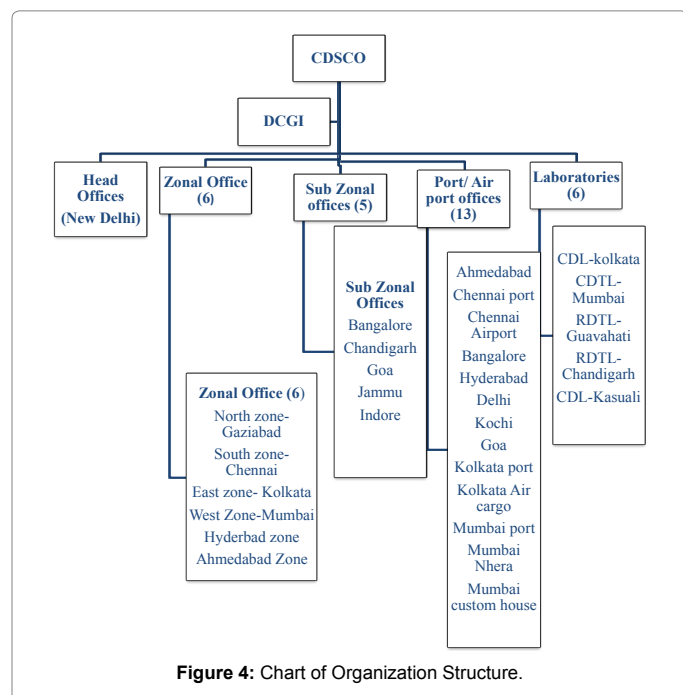 CDSCO
DCGI
Head
Offices
(New Delhi)
Zonal Office
(6)
Sub Zonal
offices (5)
Port/ Air
port offices
(13)
Laboratories
(6)
Zonal Office (6)
North zone-
Gaziabad
South zone-
Chennai
East zone- Kolkata
West Zone-Mumbai
Hyderbad zone
Ahmedabad Zone
Sub Zonal
Offices
Bangalore
Chandigarh
Goa
Jammu
Indore
Ahmedabad
Chennai port
Chennai
Airport
Bangalore
Hyderabad
Delhi
Kochi
Goa
Kolkata port
Kolkata Air
cargo
Mumbai port
Mumbai
Nhera
Mumbai
custom house
CDL-kolkata
CDTL-
Mumbai
RDTL-
Guavahati
RDTL-
Chandigarh
CDL-Kasuali
Figure 4: Chart of Organization Structure.